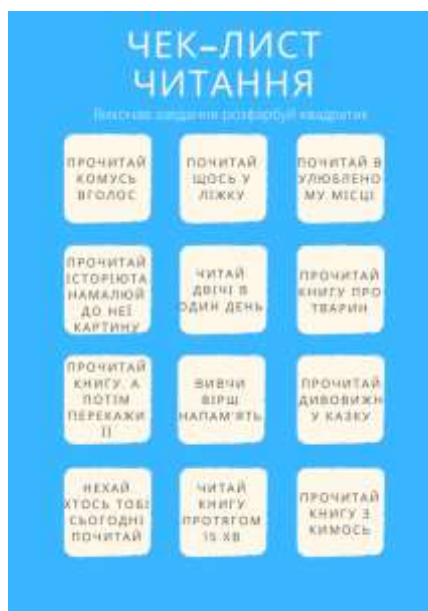 ЧЕК-ЛИСТ
ЧИТАННЯ
Виконав завдання розфарбуй квадратик
ПРОЧИТАЙ
КОМУСЬ
ВГОЛОС
ПОЧИТАЙ
ЩОСЬ У
ЛІЖКУ
ПОЧИТАЙ В
УЛЮБЛЕНО
МУ МІСЦІ
ПРОЧИТАЙ
ІСТОРІЮТА
НАМАЛЮЙ
ДО НЕЇ
КАРТИНУ
ЧИТАЙ
ДВІЧІ В
ОДИН ДЕНЬ
ПРОЧИТАЙ
КНИГУ ПРО
ТВАРИН
ПРОЧИТАЙ
КНИГУ, А
ПОТІМ
ПЕРЕКАЖИ
ЇЇ
ВИВЧИ
ВІРШ
НАПАМ'ЯТЬ
ПРОЧИТАЙ
ДИВОВИЖН
У КАЗКУ
НЕХАЙ
ХТОСЬ ТОБІ
СЬОГОДНІ
ПОЧИТАЙ
ЧИТАЙ
КНИГУ
ПРОТЯГОМ
15 ХВ
ПРОЧИТАЙ
КНИГУ З
КИМОСЬ